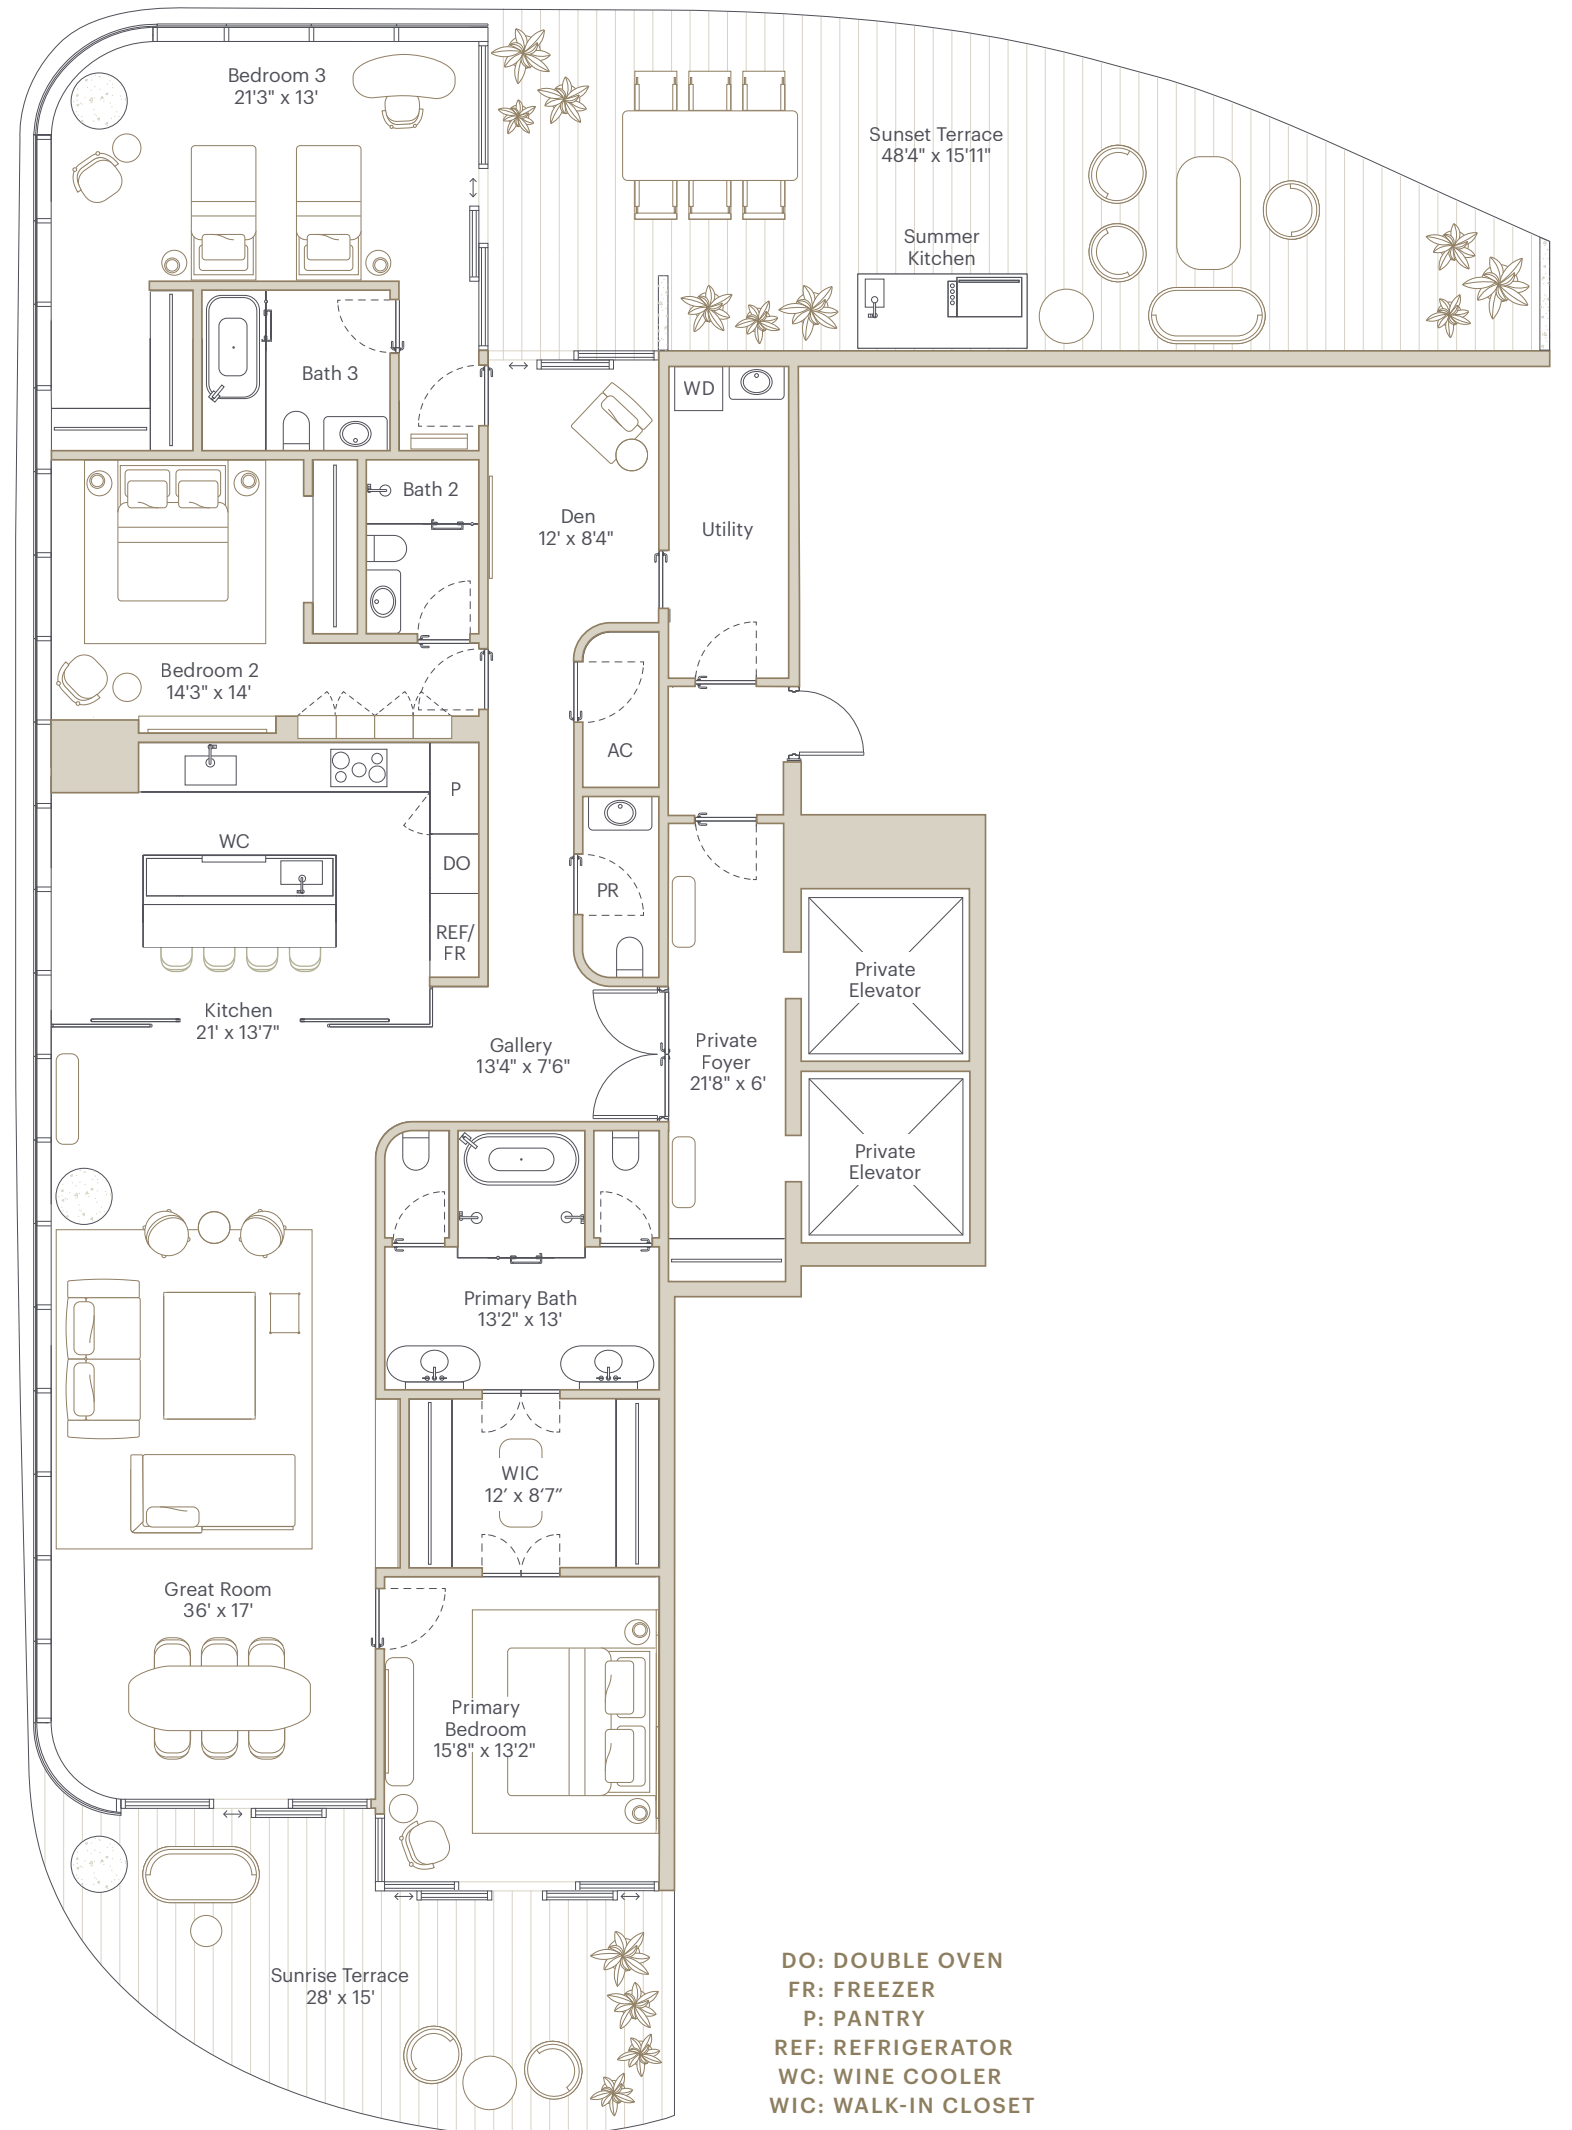 Bedroom 3
21'3" x 13'
Sunset Terrace
48'4" x 15'11"
Summer
Kitchen
Bath 3
WD
Bath 2
Den
12' x 8'4"
Utility
Bedroom 2
14'3" x 14'
AC
P
WC
DO
PR
REF/
FR
Private
Elevator
Kitchen
21' x 13'7"
Gallery
13'4" x 7'6"
Private
Foyer
21'8" x 6'
Private
Elevator
Primary Bath
13'2" x 13'
WIC
12’ x 8‘7”
Great Room
36' x 17'
Primary
Bedroom
15'8" x 13'2"
Sunrise Terrace
28' x 15'
DO: DOUBLE OVEN
FR: FREEZER
P: PANTRY
REF: REFRIGERATOR
WC: WINE COOLER
WIC: WALK-IN CLOSET